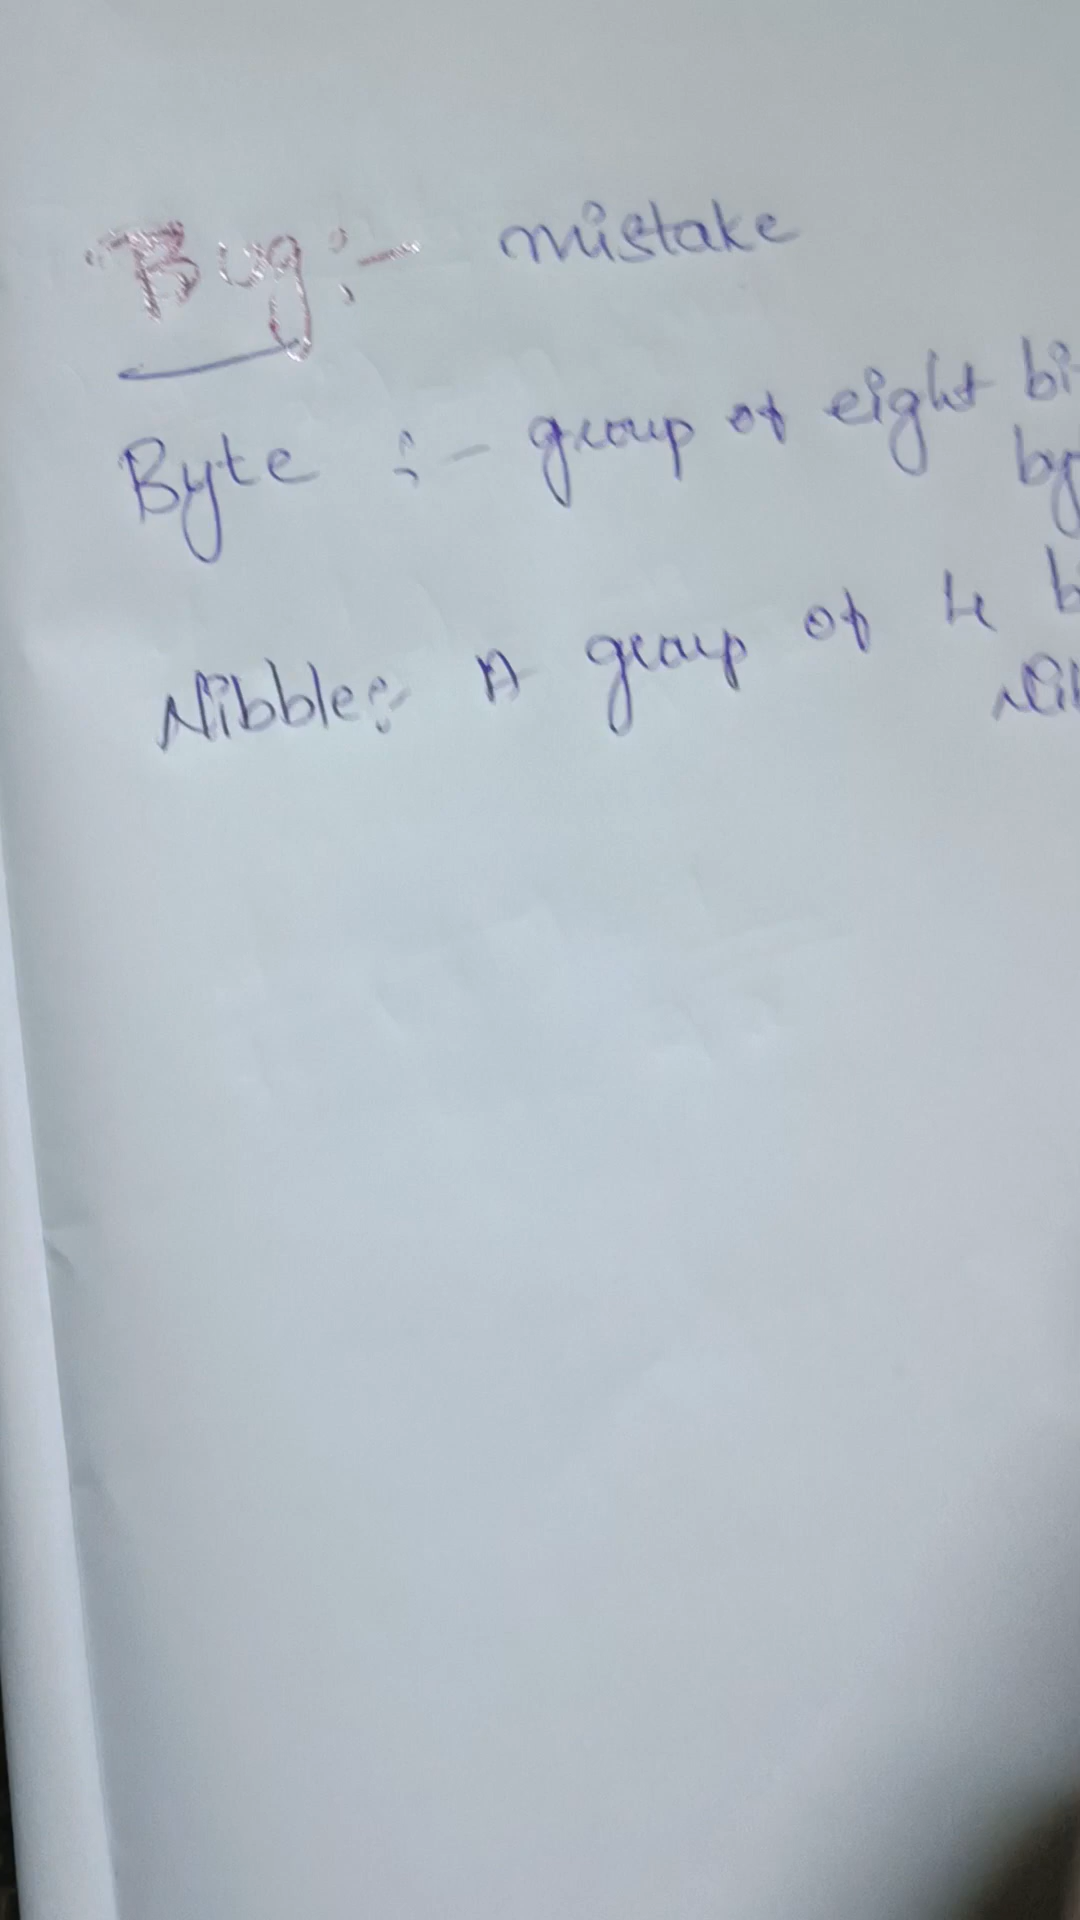 Bug:- mistake
Byte :- group of eight
Nibble:- A group of 4